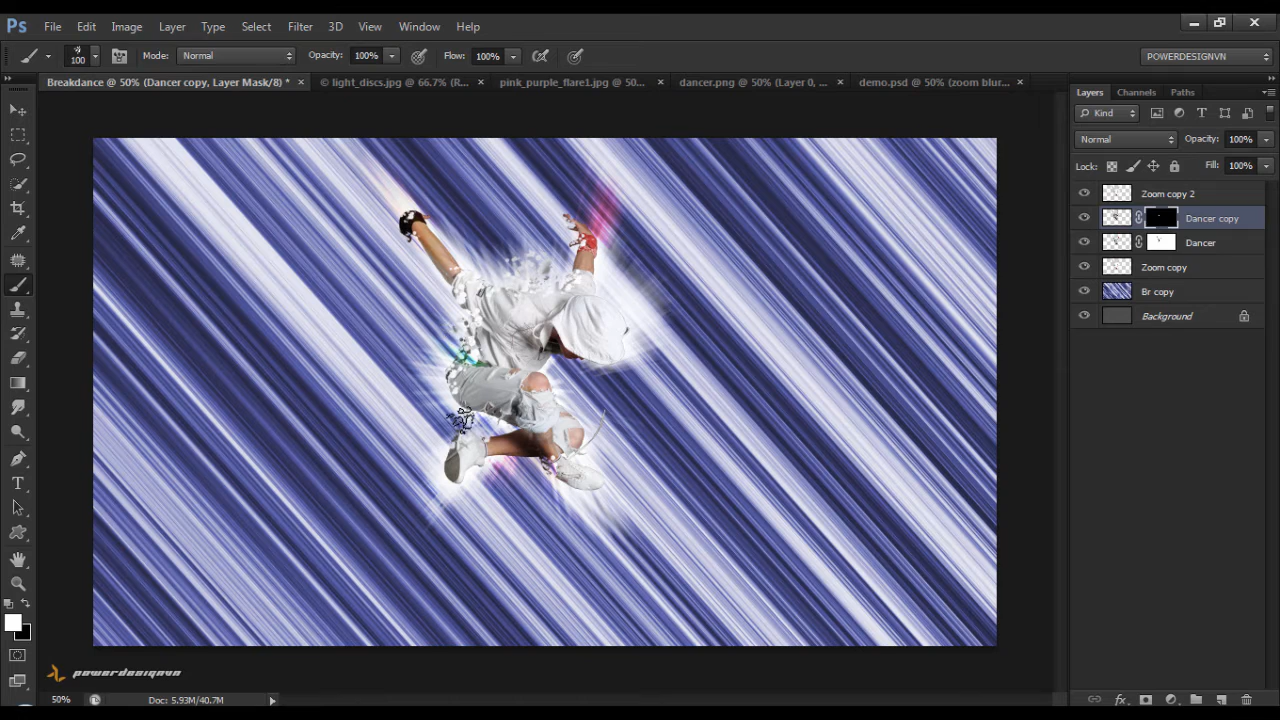 Ps File Edit Image Layer Type Select Filter 3D View Window Help
100 Mode: Normal Opacity: 100% Flow: 100% POWERDESIGNVN
Breakdance @ 50% (Dancer copy, Layer Mask/8) * × © light_discs.jpg @ 66.7% (R... × pink_purple_flare1.jpg @ 50... × dancer.png @ 50% (Layer 0, ... × demo.psd @ 50% (zoom blur... ×
Layers Channels Paths
Kind
Normal Opacity: 100%
Lock: Fill: 100%
Zoom copy 2
Dancer copy
Dancer
Zoom copy
Br copy
Background
powerdesignvn
50% Doc: 5.93M/40.7M
fx